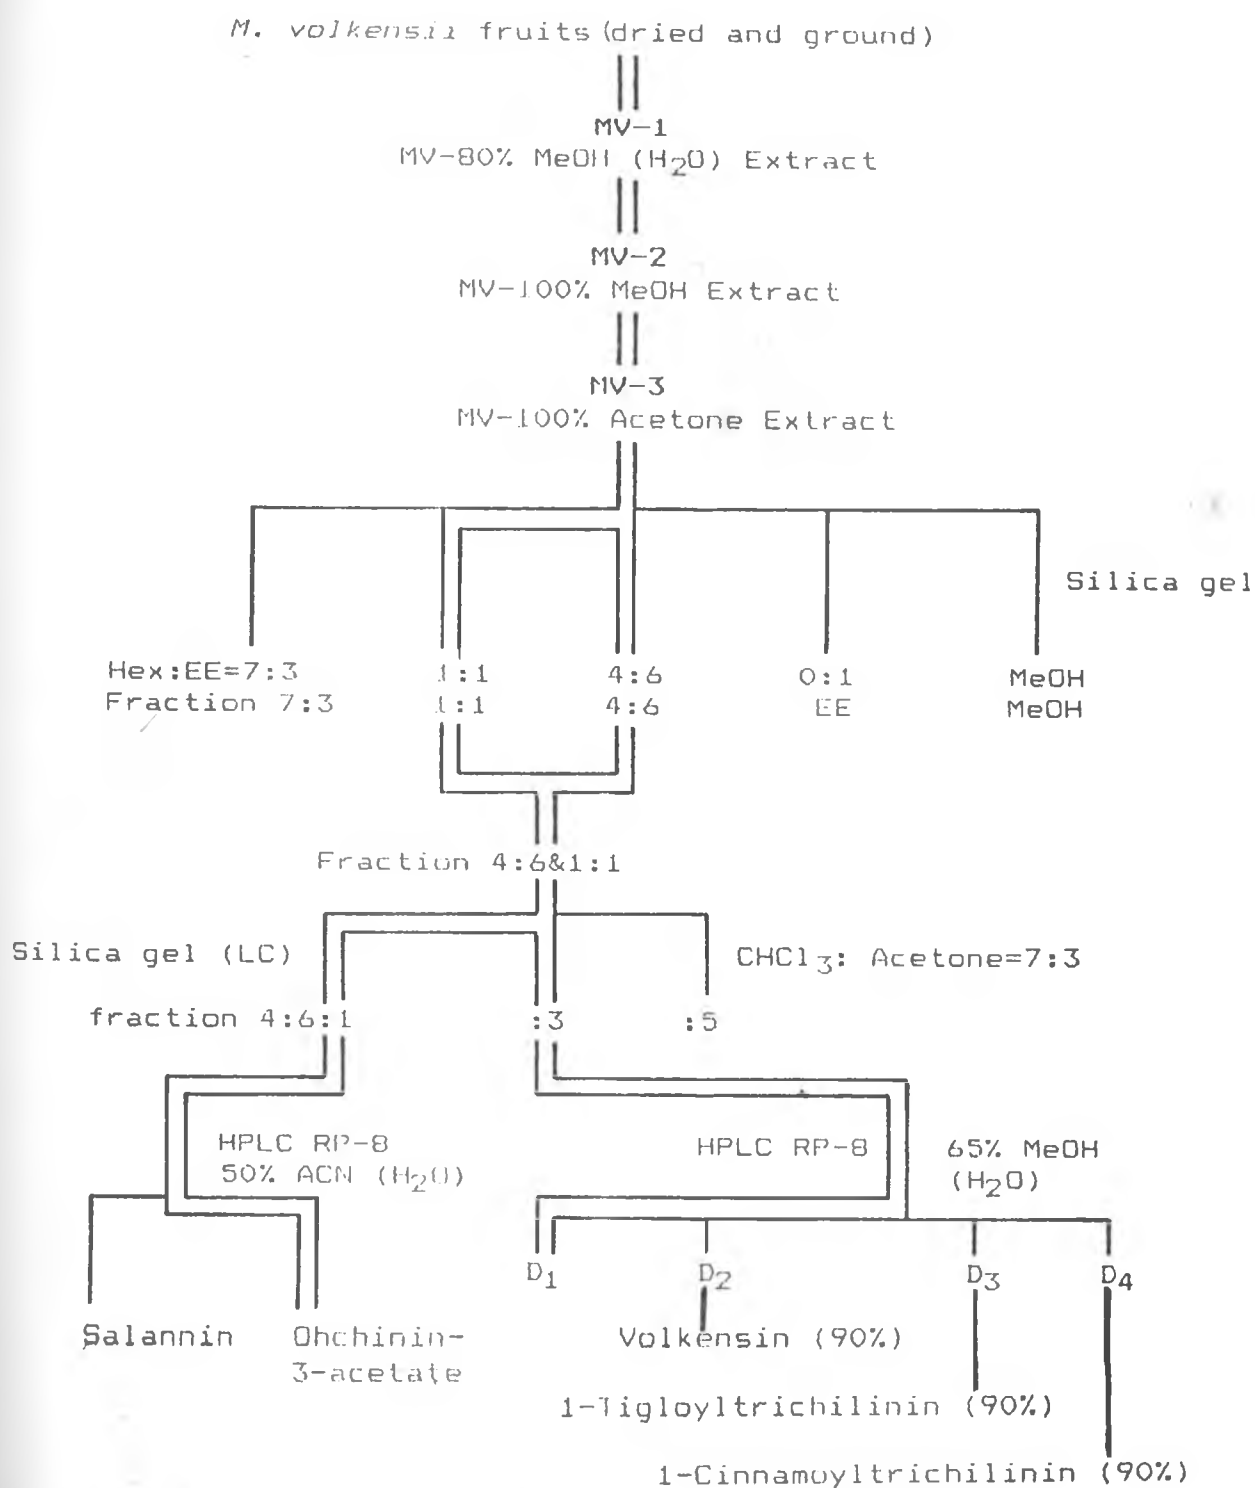 M. volkensii fruits (dried and ground)
MV-1
MV-80% MeOH (H2O) Extract
MV-2
MV-100% MeOH Extract
MV-3
MV-100% Acetone Extract
Silica gel
Hex:EE=7:3 1:1 4:6 0:1 MeOH
Fraction 7:3 1:1 4:6 EE MeOH
Fraction 4:6&1:1
Silica gel (LC) CHCl3: Acetone=7:3
fraction 4:6:1 :3 :5
HPLC RP-8 HPLC RP-8 65% MeOH
50% ACN (H2O) (H2O)
D1 D2 D3 D4
Salannin Ohchinin- Volkensin (90%)
3-acetate
1-Tigloyltrichilinin (90%)
1-Cinnamoyltrichilinin (90%)